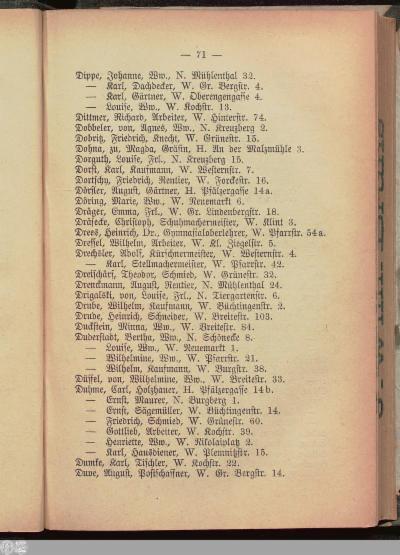 — 71 —
Dippe, Johanne, Ww., N. Mühlenthal 32.
— Karl, Dachdecker, W. Gr. Bergstr. 4.
— Karl, Gärtner, W. Oberengengasse 4.
— Louise, Ww., W. Kochstr. 13.
Dittmer, Richard, Arbeiter, W. Hinterstr. 74.
Dobbeler, von, Agnes, Ww., N. Kreuzberg 2.
Dobritz, Friedrich, Knecht, W. Grünestr. 15.
Dohna, zu, Magda, Gräfin, H. An der Malzmühle 3.
Dorguth, Louise, Frl., N. Kreuzberg 15.
Dorst, Karl, Kaufmann, W. Westernstr. 7.
Dortschy, Friedrich, Rentier, W. Forckestr. 16.
Dörfler, August, Gärtner, H. Pfälzergasse 14a.
Döring, Marie, Ww., W. Neuemarkt 6.
Dräger, Emma, Frl., W. Gr. Lindenbergstr. 18.
Dräsecke, Christoph, Schuhmachermeister, W. Klint 3.
Drees, Heinrich, Dr., Gymnasialoberlehrer, W. Pfarrstr. 54a.
Dressel, Wilhelm, Arbeiter, W. Kl. Ziegelstr. 5.
Drechsler, Adolf, Kürschnermeister, W. Westernstr. 4.
— Karl, Stellmachermeister, W. Pfarrstr. 42.
Dreischärf, Theodor, Schmied, W. Grünestr. 32.
Drenckmann, August, Rentier, N. Mühlenthal 24.
Drigalski, von, Louise, Frl., N. Tiergartenstr. 6.
Drube, Wilhelm, Kaufmann, W. Büchtingenstr. 2.
Drude, Heinrich, Schneider, W. Breitestr. 103.
Duckstein, Minna, Ww., W. Breitestr. 84.
Duderstadt, Bertha, Ww., N. Schönecke 8.
— Louise, Ww., W. Neuemarkt 1.
— Wilhelmine, Ww., W. Pfarrstr. 21.
— Wilhelm, Kaufmann, W. Burgstr. 38.
Düffel, von, Wilhelmine, Ww., W. Breitestr. 33.
Duhme, Carl, Holzhauer, H. Pfälzergasse 14b.
— Ernst, Maurer, N. Burgberg 1.
— Ernst, Sägemüller, W. Büchtingenstr. 14.
— Friedrich, Schmied, W. Grünestr. 60.
— Gottlieb, Arbeiter, W. Kochstr. 39.
— Henriette, Ww., W. Nikolaiplatz 2.
— Karl, Hausdiener, W. Plemnitzstr. 15.
Dumke, Karl, Tischler, W. Kochstr. 22.
Duve, August, Postschaffner, W. Gr. Bergstr. 14.